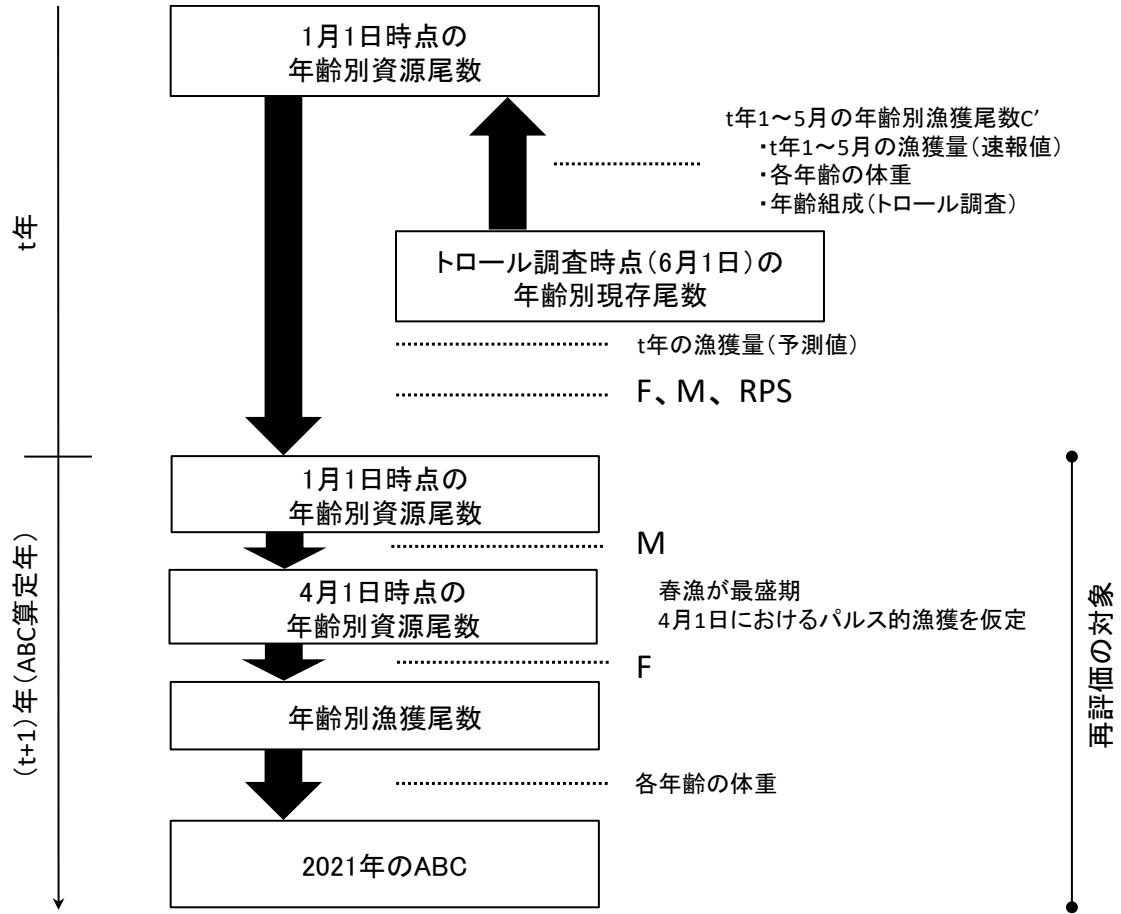 1月1日時点の
年齢別資源尾数
t年1～5月の年齢別漁獲尾数C’
・t年1～5月の漁獲量（速報値）
・各年齢の体重
・年齢組成（トロール調査）
t年
トロール調査時点（6月1日）の
年齢別現存尾数
t年の漁獲量（予測値）
F、M、RPS
1月1日時点の
年齢別資源尾数
M
4月1日時点の
年齢別資源尾数
春漁が最盛期
4月1日におけるパルス的漁獲を仮定
F
年齢別漁獲尾数
各年齢の体重
2021年のABC
（t+1）年（ABC算定年）
再評価の対象